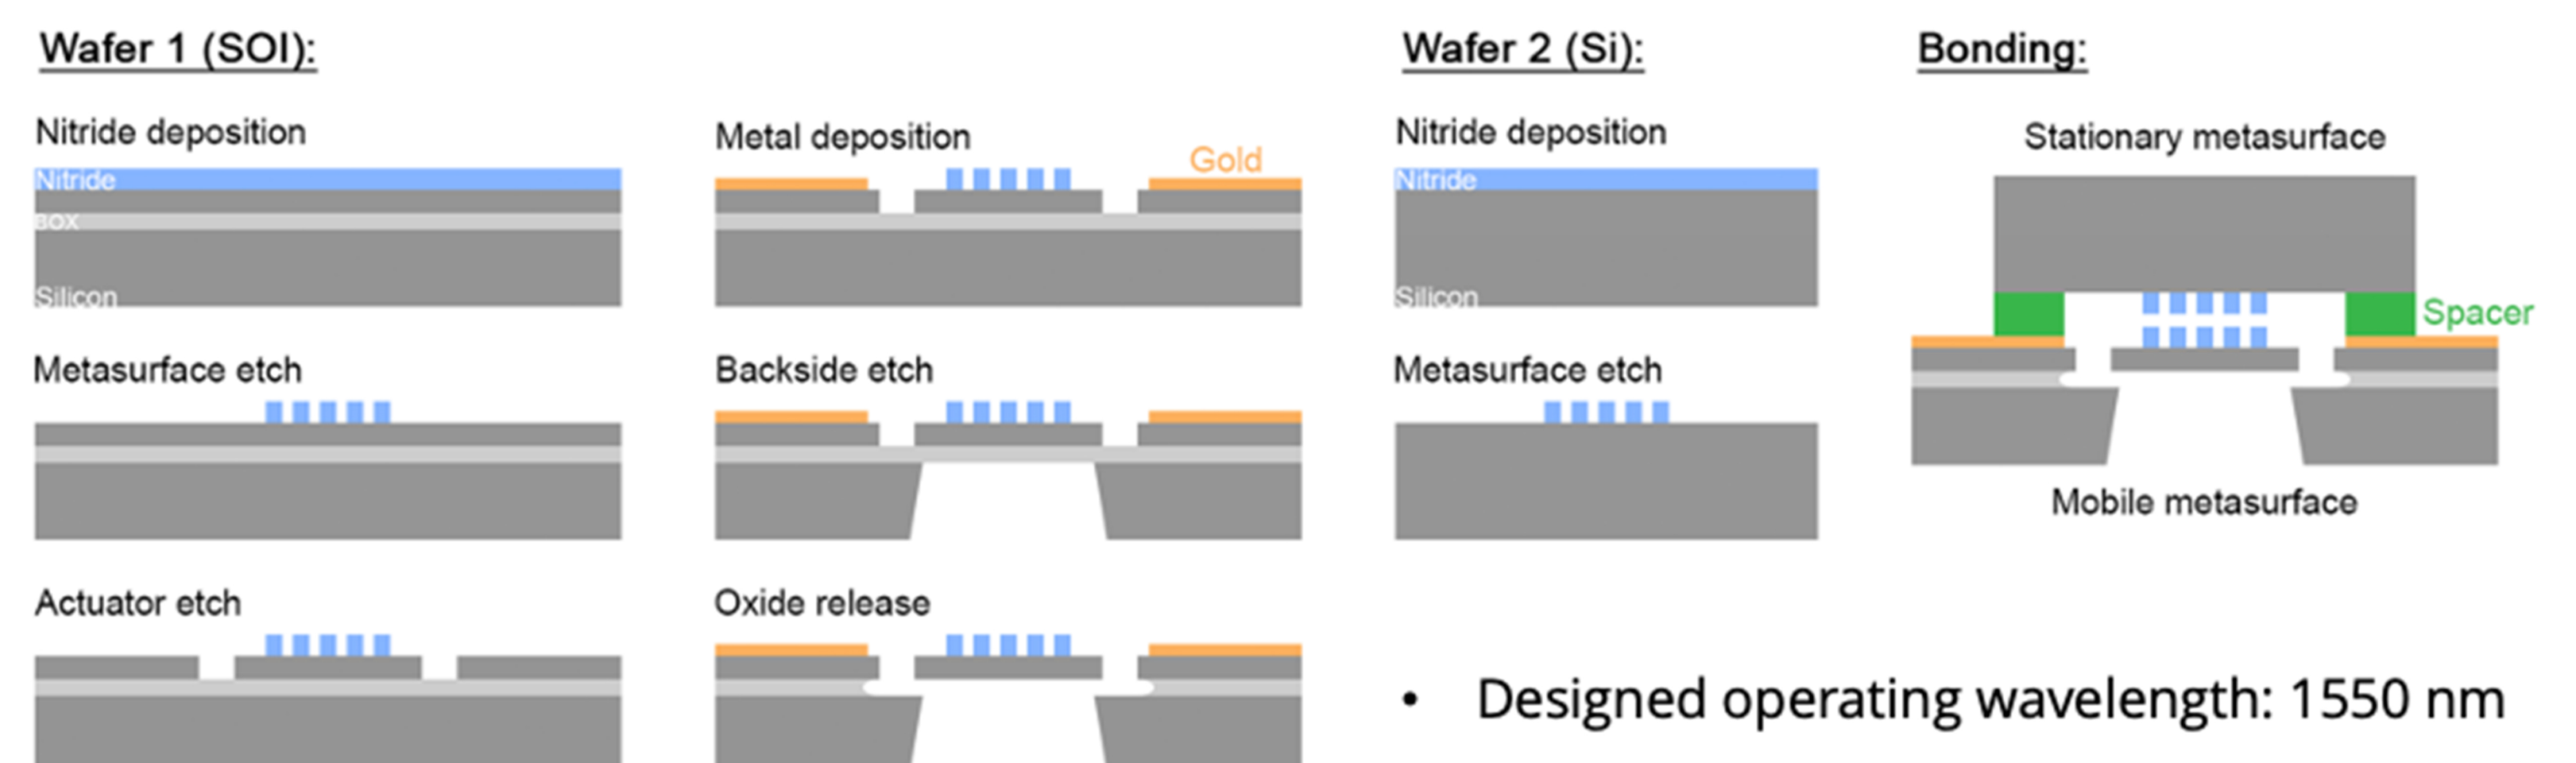 Wafer 1 (SOI):
Nitride deposition
Nitride
BOX
Silicon
Metasurface etch
Actuator etch
Metal deposition
Gold
Backside etch
Oxide release
Wafer 2 (Si):
Nitride deposition
Nitride
Silicon
Metasurface etch
Bonding:
Stationary metasurface
Spacer
Mobile metasurface
• Designed operating wavelength: 1550 nm